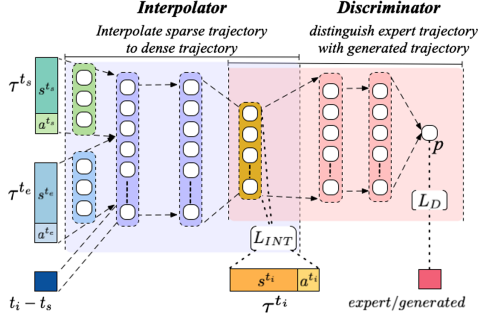 Interpolator
Discriminator
Interpolate sparse trajectory
to dense trajectory
distinguish expert trajectory
with generated trajectory
τ^{t_s}
s^{t_s}
a^{t_s}
τ^{t_e}
s^{t_e}
a^{t_e}
t_i − t_s
L_{INT}
s^{t_i}
a^{t_i}
τ^{t_i}
p
L_D
expert/generated